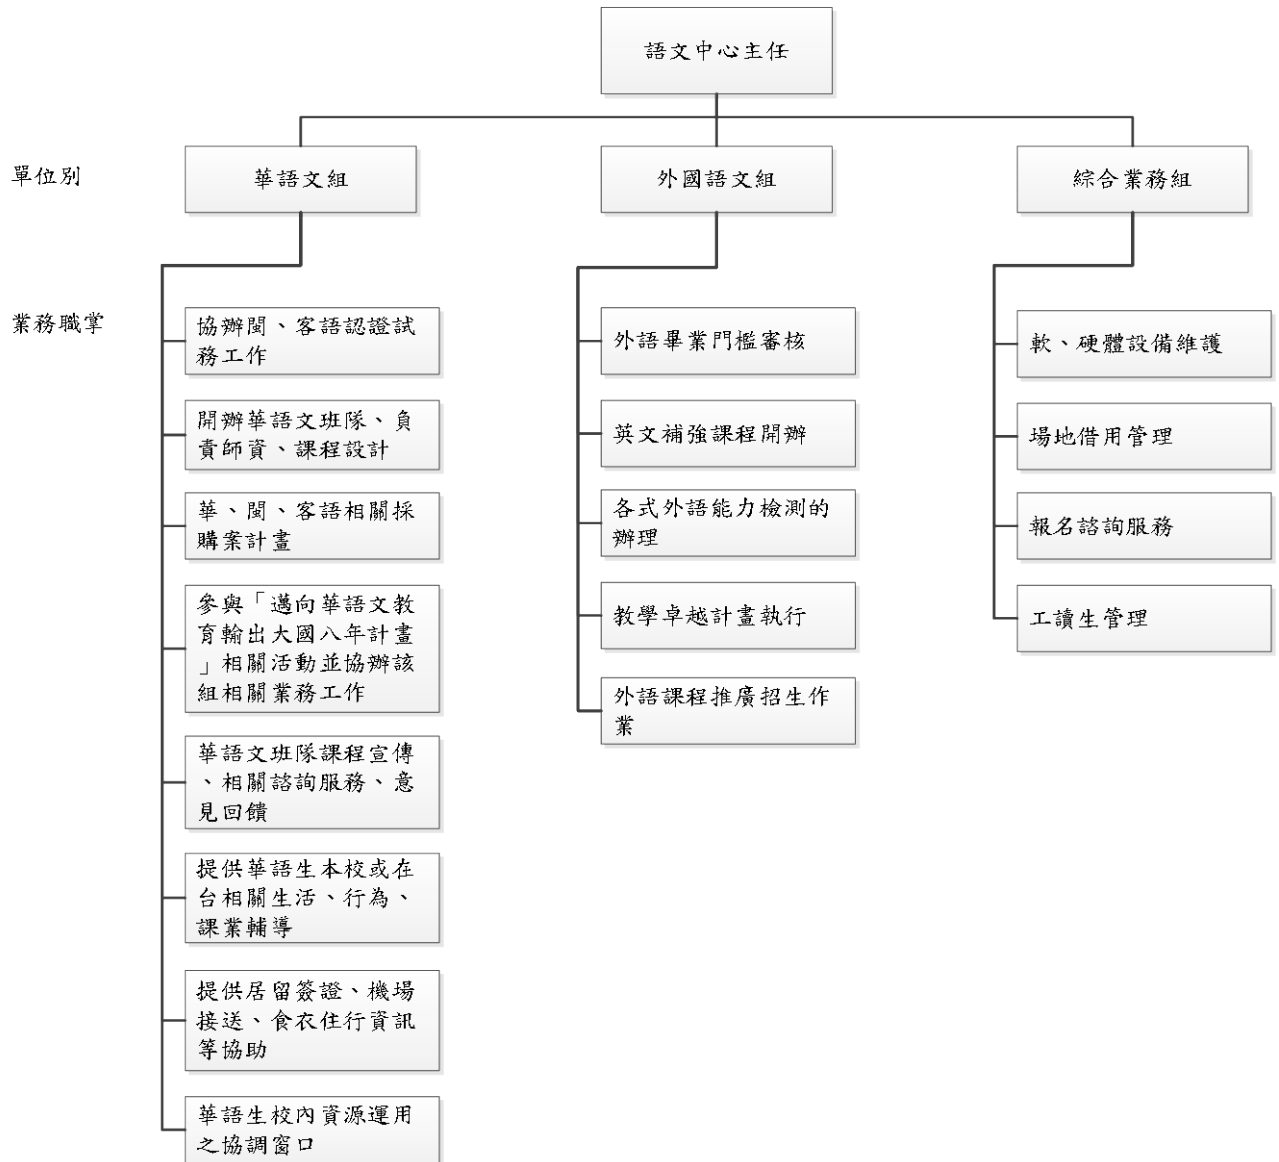 語文中心主任
單位別
華語文組
外國語文組
綜合業務組
業務職掌
協辦閩、客語認證試
務工作
開辦華語文班隊、負
責師資、課程設計
華、閩、客語相關採
購案計畫
參與「邁向華語文教
育輸出大國八年計畫
」相關活動並協辦該
組相關業務工作
華語文班隊課程宣傳
、相關諮詢服務、意
見回饋
提供華語生本校或在
台相關生活、行為、
課業輔導
提供居留簽證、機場
接送、食衣住行資訊
等協助
華語生校內資源運用
之協調窗口
外語畢業門檻審核
英文補強課程開辦
各式外語能力檢測的
辦理
教學卓越計畫執行
外語課程推廣招生作
業
軟、硬體設備維護
場地借用管理
報名諮詢服務
工讀生管理